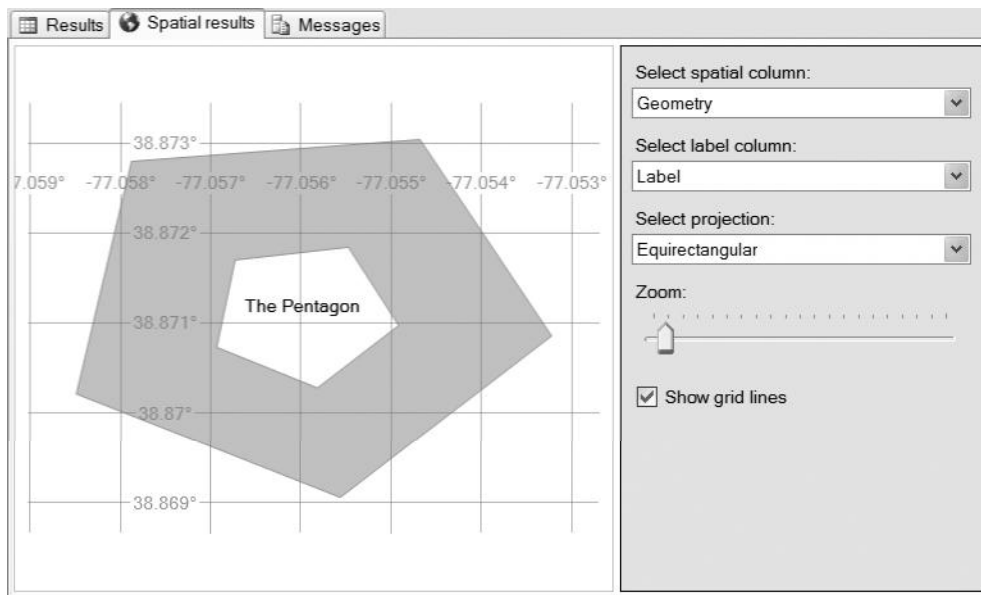 Results
Spatial results
Messages
38.873°
7.059° -77.058° -77.057° -77.056° -77.055° -77.054° -77.053°
38.872°
The Pentagon
38.871°
38.87°
38.869°
Select spatial column:
Geometry
Select label column:
Label
Select projection:
Equirectangular
Zoom:
Show grid lines